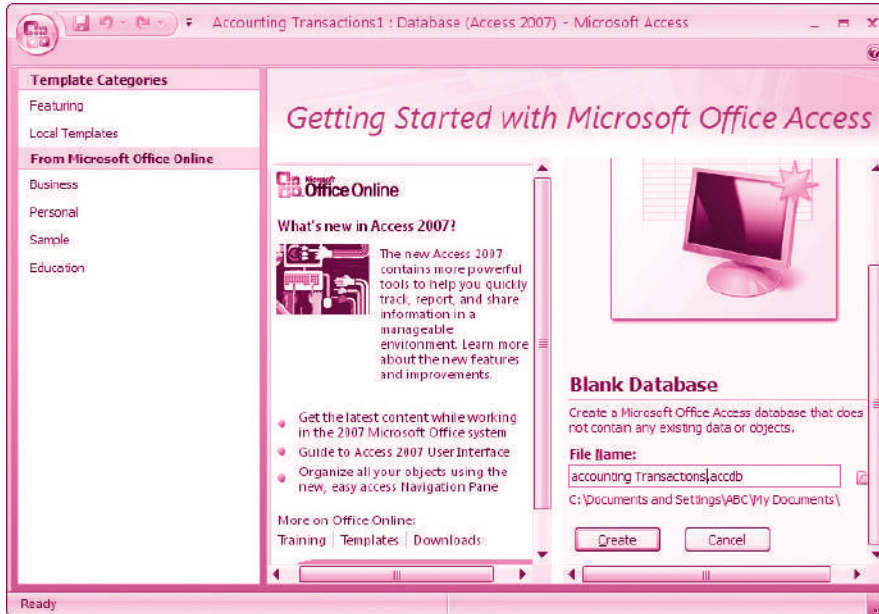 Accounting Transactions1 : Database (Access 2007) - Microsoft Access
Template Categories
Featuring
Local Templates
From Microsoft Office Online
Business
Personal
Sample
Education
Getting Started with Microsoft Office Access
Microsoft
Office Online
What's new in Access 2007?
The new Access 2007
contains more powerful
tools to help you quickly
track, report, and share
information in a
manageable
environment. Learn more
about the new features
and improvements.
Get the latest content while working
in the 2007 Microsoft Office system
Guide to Access 2007 User Interface
Organize all your objects using the
new, easy access Navigation Pane
More on Office Online:
Training | Templates | Downloads
Blank Database
Create a Microsoft Office Access database that does
not contain any existing data or objects.
File Name:
accounting Transactions.accdb
C:\Documents and Settings\ABC\My Documents\
Create
Cancel
Ready